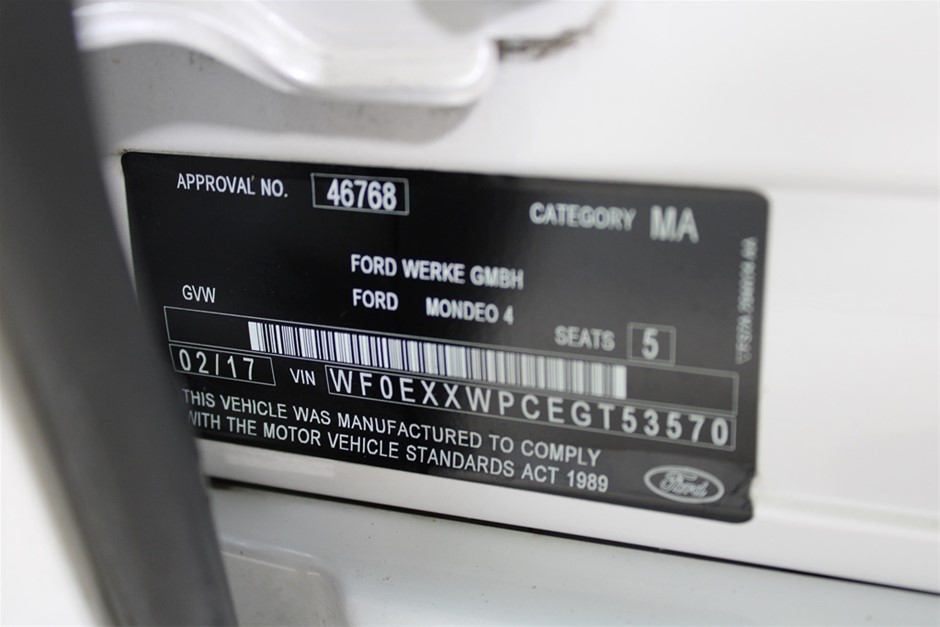 APPROVAL NO. 46768
CATEGORY MA
FORD WERKE GMBH
FORD MONDEO 4
GVW
SEATS 5
02/17 VIN WF0EXXWPCEGT53570
THIS VEHICLE WAS MANUFACTURED TO COMPLY
WITH THE MOTOR VEHICLE STANDARDS ACT 1989
Ford